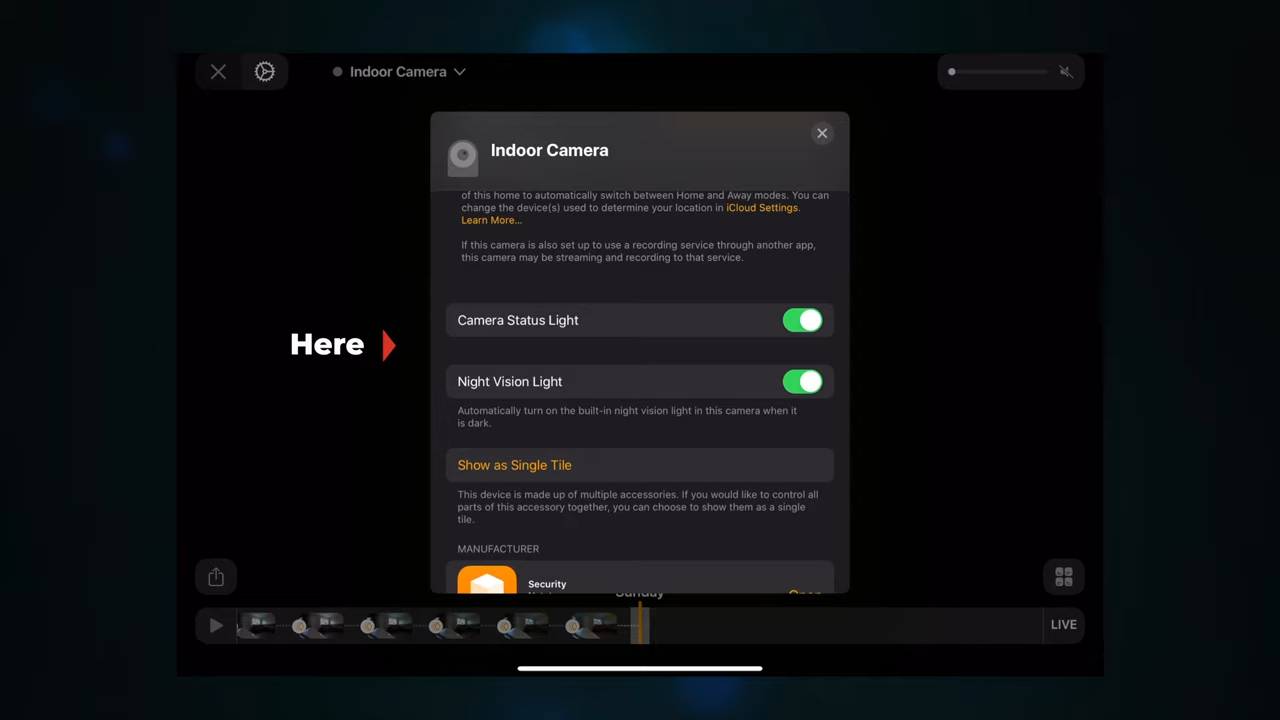 Indoor Camera
Indoor Camera
of this home to automatically switch between Home and Away modes. You can
change the device(s) used to determine your location in iCloud Settings.
Learn More...
If this camera is also set up to use a recording service through another app,
this camera may be streaming and recording to that service.
Camera Status Light
Here
Night Vision Light
Automatically turn on the built-in night vision light in this camera when it
is dark.
Show as Single Tile
This device is made up of multiple accessories. If you would like to control all
parts of this accessory together, you can choose to show them as a single
tile.
MANUFACTURER
Security
Open
Sunday
LIVE